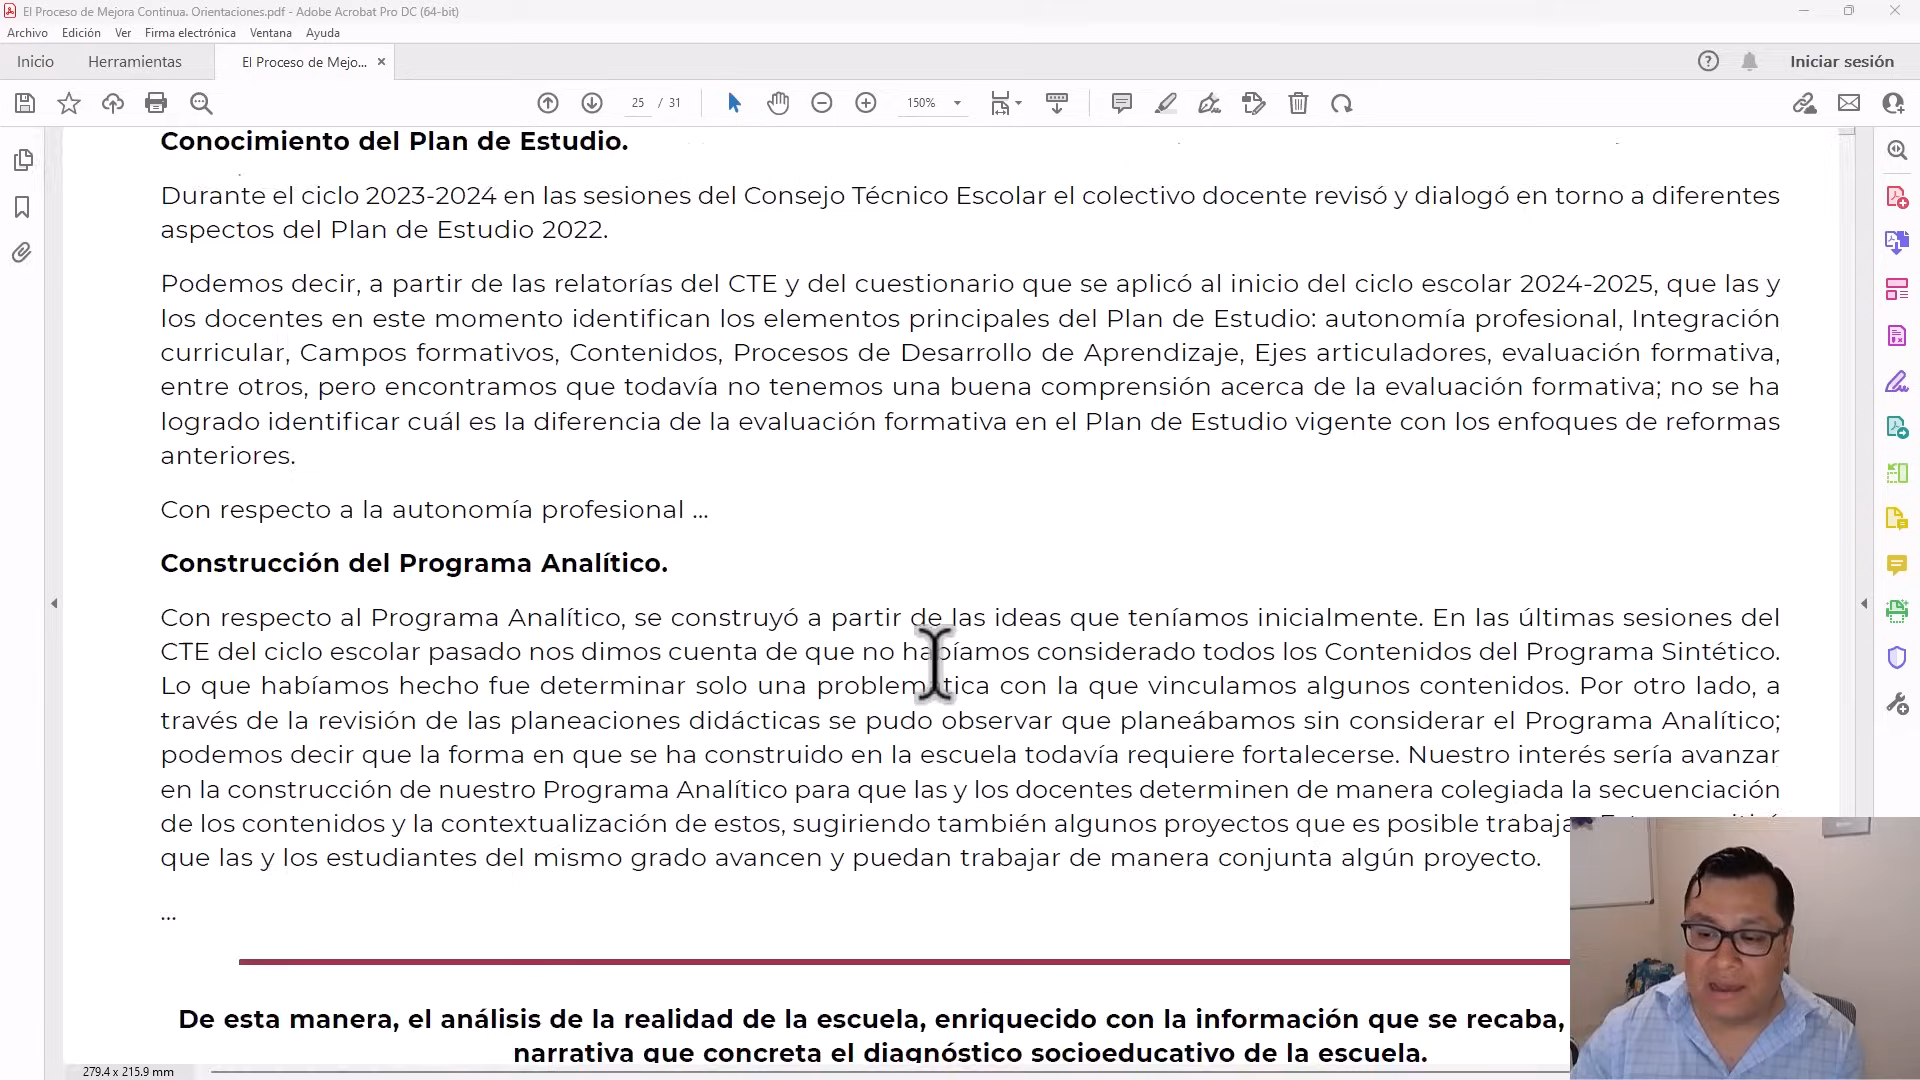 El Proceso de Mejora Continua. Orientaciones.pdf - Adobe Acrobat Pro DC (64-bit)
Archivo Edición Ver Firma electrónica Ventana Ayuda
Inicio Herramientas El Proceso de Mejo... Iniciar sesión
25 / 31 150%
Conocimiento del Plan de Estudio.
Durante el ciclo 2023-2024 en las sesiones del Consejo Técnico Escolar el colectivo docente revisó y dialogó en torno a diferentes
aspectos del Plan de Estudio 2022.
Podemos decir, a partir de las relatorías del CTE y del cuestionario que se aplicó al inicio del ciclo escolar 2024-2025, que las y
los docentes en este momento identifican los elementos principales del Plan de Estudio: autonomía profesional, Integración
curricular, Campos formativos, Contenidos, Procesos de Desarrollo de Aprendizaje, Ejes articuladores, evaluación formativa,
entre otros, pero encontramos que todavía no tenemos una buena comprensión acerca de la evaluación formativa; no se ha
logrado identificar cuál es la diferencia de la evaluación formativa en el Plan de Estudio vigente con los enfoques de reformas
anteriores.
Con respecto a la autonomía profesional ...
Construcción del Programa Analítico.
Con respecto al Programa Analítico, se construyó a partir de las ideas que teníamos inicialmente. En las últimas sesiones del
CTE del ciclo escolar pasado nos dimos cuenta de que no habíamos considerado todos los Contenidos del Programa Sintético.
Lo que habíamos hecho fue determinar solo una problemática con la que vinculamos algunos contenidos. Por otro lado, a
través de la revisión de las planeaciones didácticas se pudo observar que planeábamos sin considerar el Programa Analítico;
podemos decir que la forma en que se ha construido en la escuela todavía requiere fortalecerse. Nuestro interés sería avanzar
en la construcción de nuestro Programa Analítico para que las y los docentes determinen de manera colegiada la secuenciación
de los contenidos y la contextualización de estos, sugiriendo también algunos proyectos que es posible
que las y los estudiantes del mismo grado avancen y puedan trabajar de manera conjunta algún proyecto.
...
De esta manera, el análisis de la realidad de la escuela, enriquecido con la información que se recaba,
narrativa que concreta el diagnóstico socioeducativo de la escuela.
279.4 x 215.9 mm